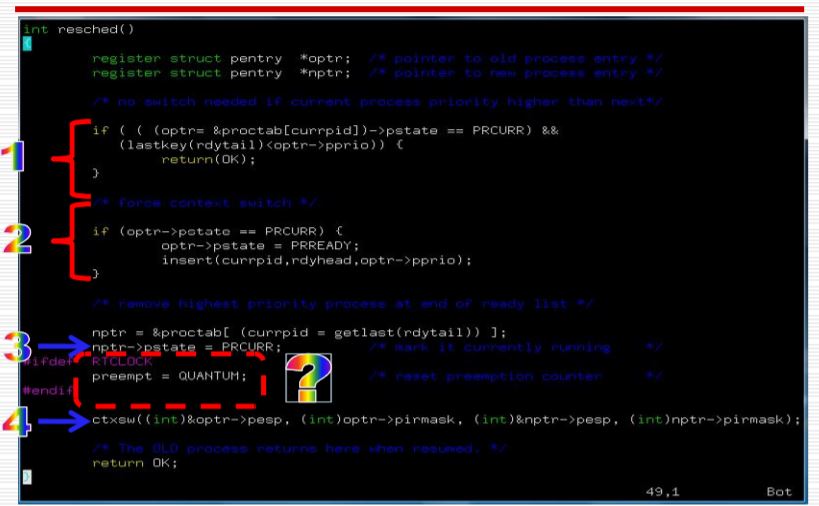 int resched()
{
register struct pentry *optr; /* pointer to old process entry */
register struct pentry *nptr; /* pointer to new process entry */
/* no switch needed if current process priority higher than next*/
1
if ( ( (optr= &proctab[currpid])->pstate == PRCURR) &&
(lastkey(rdytail)<optr->pprio)) {
return(OK);
}
/* force context switch */
2
if (optr->pstate == PRCURR) {
optr->pstate = PRREADY;
insert(currpid,rdyhead,optr->pprio);
}
/* remove highest priority process at end of ready list */
nptr = &proctab[ (currpid = getlast(rdytail)) ];
3 nptr->pstate = PRCURR; /* mark it currently running */
#ifdef RTCLOCK
preempt = QUANTUM; ? /* reset preemption counter */
#endif
4 ctxsw((int)&optr->pesp, (int)optr->pirmask, (int)&nptr->pesp, (int)nptr->pirmask);
/* The OLD process returns here when resumed. */
return OK;
}
49,1 Bot